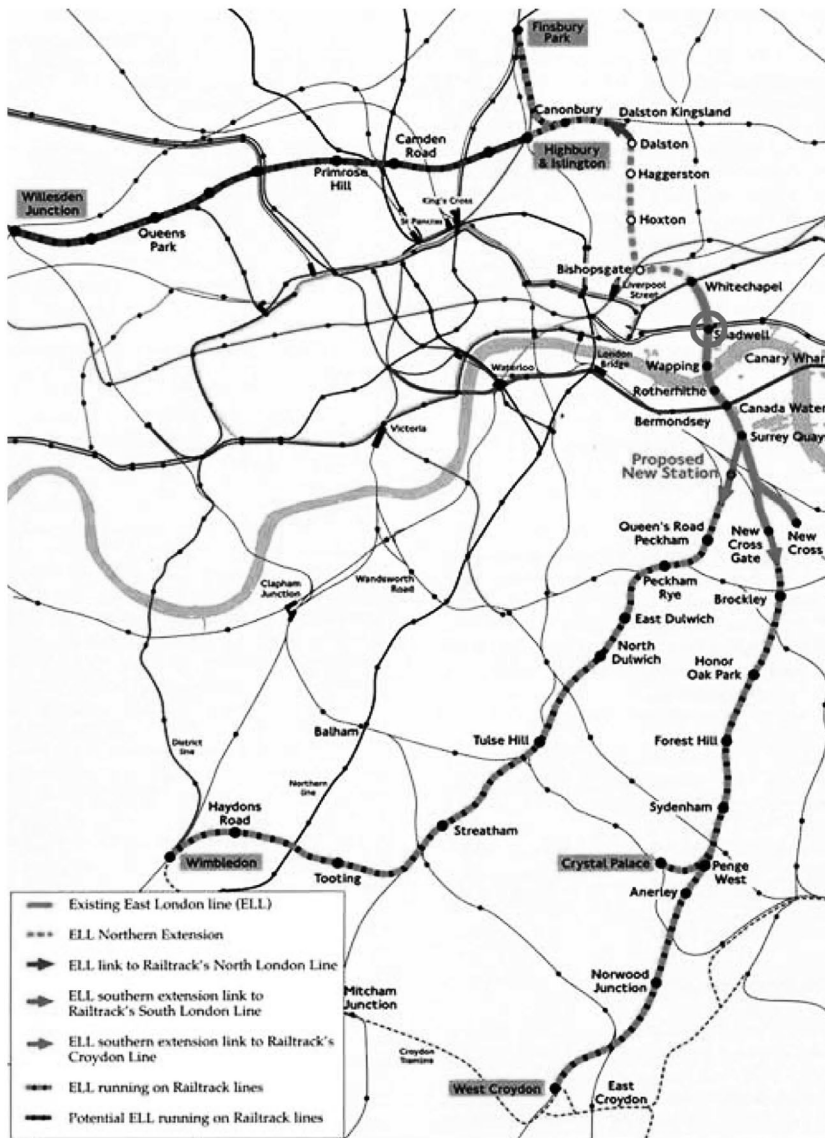 Finsbury
Park
Canonbury
Dalston Kingsland
Camden
Road
Dalston
Highbury
& Islington
Primrose
Hill
Haggerston
Willesden
Junction
King's Cross
St Pancras
Hoxton
Queens
Park
Bishopsgate
Liverpool
Street
Whitechapel
Shadwell
Canary Wharf
Wapping
London
Bridge
Waterloo
Rotherhithe
Canada Water
Bermondsey
Victoria
Surrey Quays
Proposed
New Station
Queen's Road
Peckham
New
Cross
Gate
New
Cross
Clapham
Junction
Wandsworth
Road
Peckham
Rye
Brockley
East Dulwich
North
Dulwich
Honor
Oak Park
Balham
Tulse Hill
Forest Hill
District
line
Northern
line
Haydons
Road
Sydenham
Streatham
Wimbledon
Tooting
Crystal Palace
Penge
West
Anerley
Existing East London line (ELL)
ELL Northern Extension
ELL link to Railtrack's North London Line
ELL southern extension link to
Railtrack's South London Line
ELL southern extension link to Railtrack's
Croydon Line
ELL running on Railtrack lines
Potential ELL running on Railtrack lines
Norwood
Junction
Mitcham
Junction
Croydon
Tramlink
West Croydon
East
Croydon